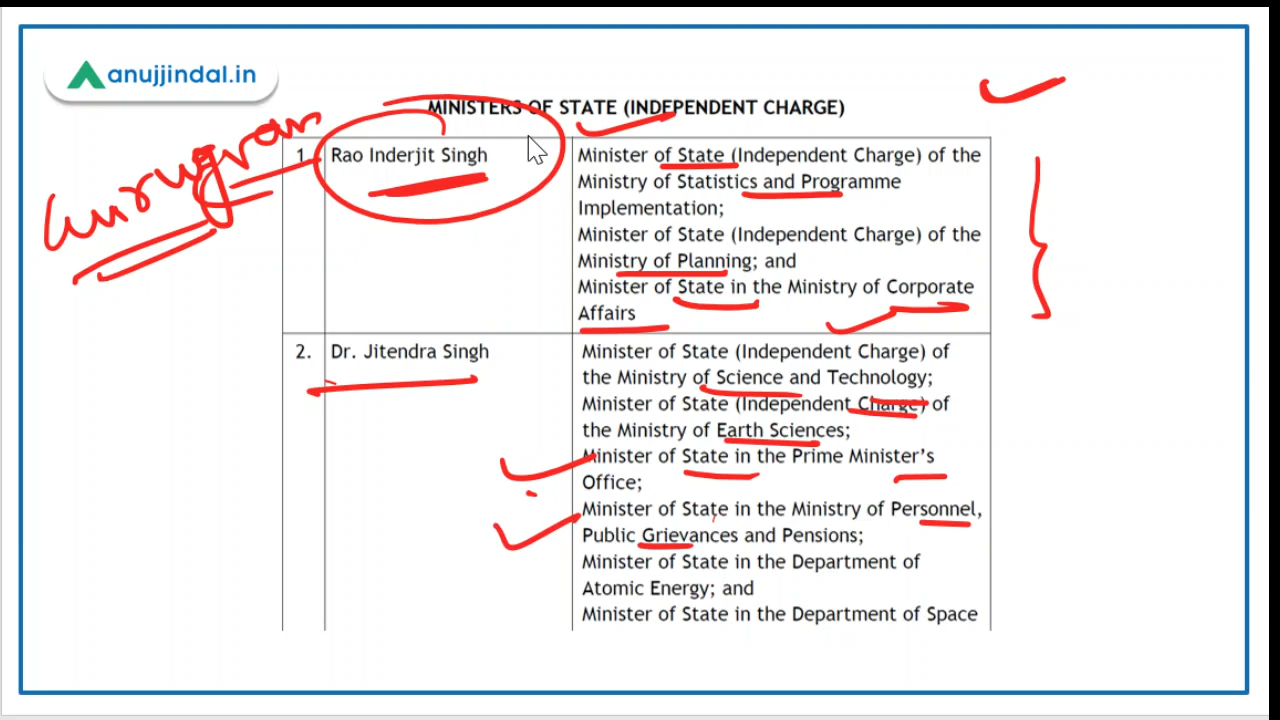 anujjindal.in
MINISTERS OF STATE (INDEPENDENT CHARGE)
Gurugram
1. Rao Inderjit Singh
Minister of State (Independent Charge) of the
Ministry of Statistics and Programme
Implementation;
Minister of State (Independent Charge) of the
Ministry of Planning; and
Minister of State in the Ministry of Corporate
Affairs
2. Dr. Jitendra Singh
Minister of State (Independent Charge) of
the Ministry of Science and Technology;
Minister of State (Independent Charge) of
the Ministry of Earth Sciences;
Minister of State in the Prime Minister’s
Office;
Minister of State in the Ministry of Personnel,
Public Grievances and Pensions;
Minister of State in the Department of
Atomic Energy; and
Minister of State in the Department of Space